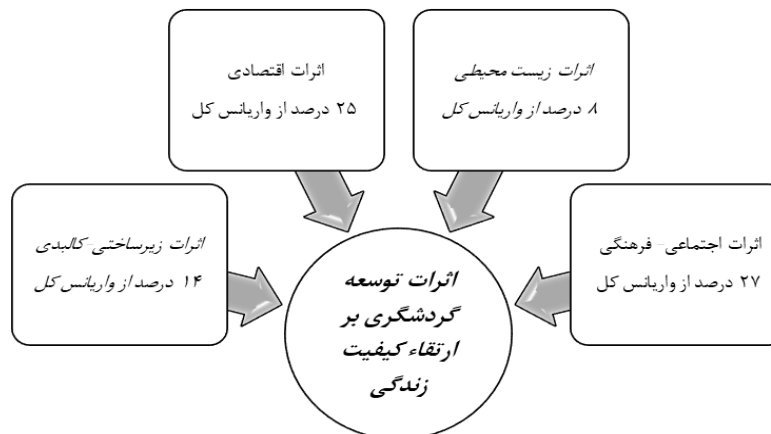 اثرات اقتصادی
۲۵ درصد از واریانس کل
اثرات زیست محیطی
۸ درصد از واریانس کل
اثرات زیرساختی-کالبدی
۱۴ درصد از واریانس کل
اثرات اجتماعی- فرهنگی
۲۷ درصد از واریانس کل
اثرات توسعه
گردشگری بر
ارتقاء کیفیت
زندگی